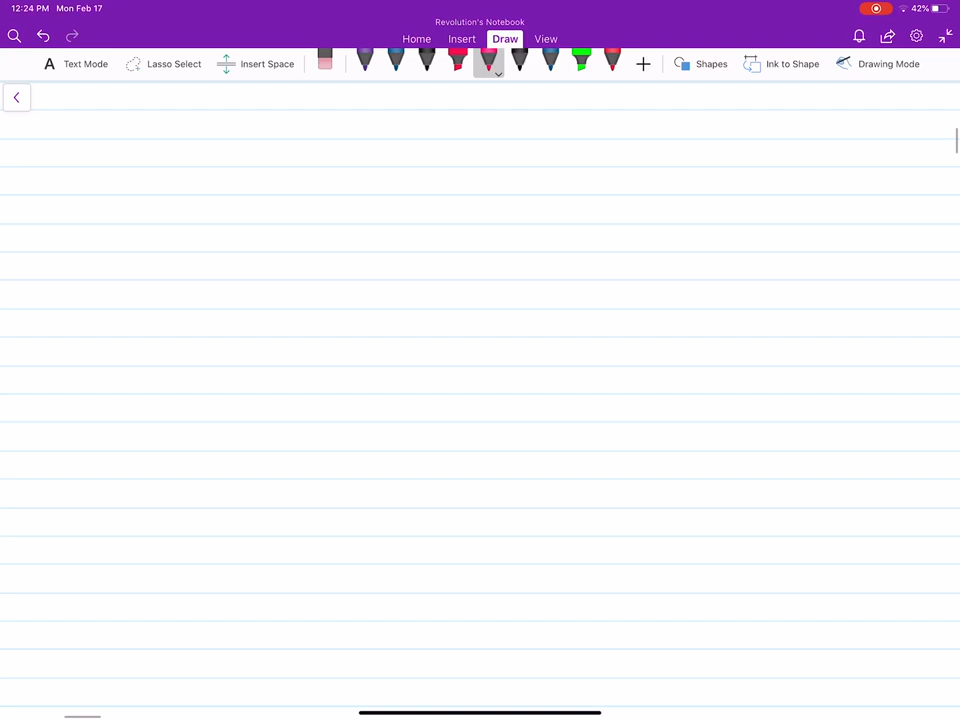 12:24 PM Mon Feb 17
42%
Revolution's Notebook
Home Insert Draw View
A Text Mode Lasso Select Insert Space Shapes Ink to Shape Drawing Mode